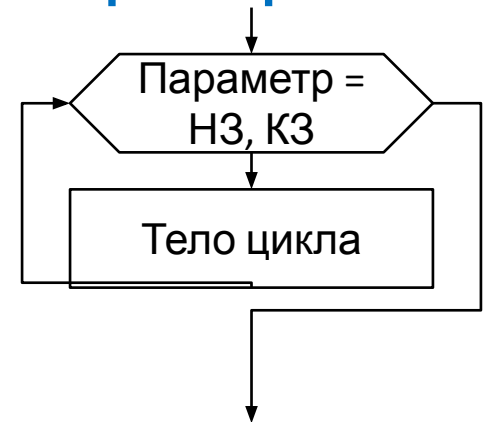 Параметр =
НЗ, КЗ
Тело цикла